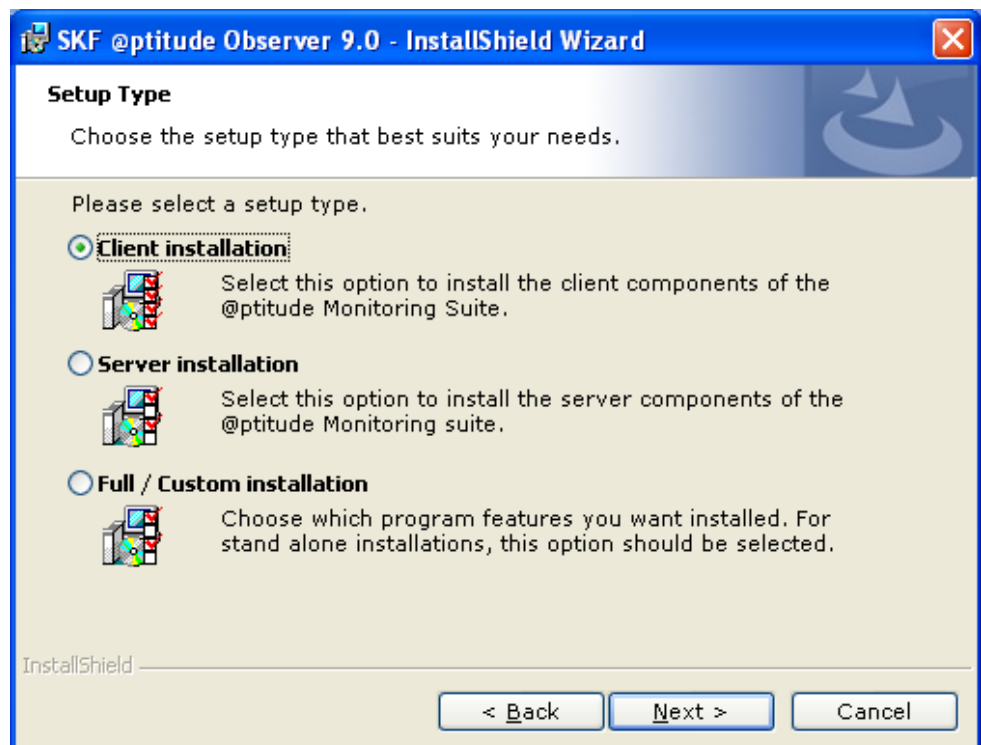 SKF @ptitude Observer 9.0 - InstallShield Wizard
Setup Type
Choose the setup type that best suits your needs.
Please select a setup type.
Client installation
Select this option to install the client components of the
@ptitude Monitoring Suite.
Server installation
Select this option to install the server components of the
@ptitude Monitoring suite.
Full / Custom installation
Choose which program features you want installed. For
stand alone installations, this option should be selected.
InstallShield
< Back Next > Cancel